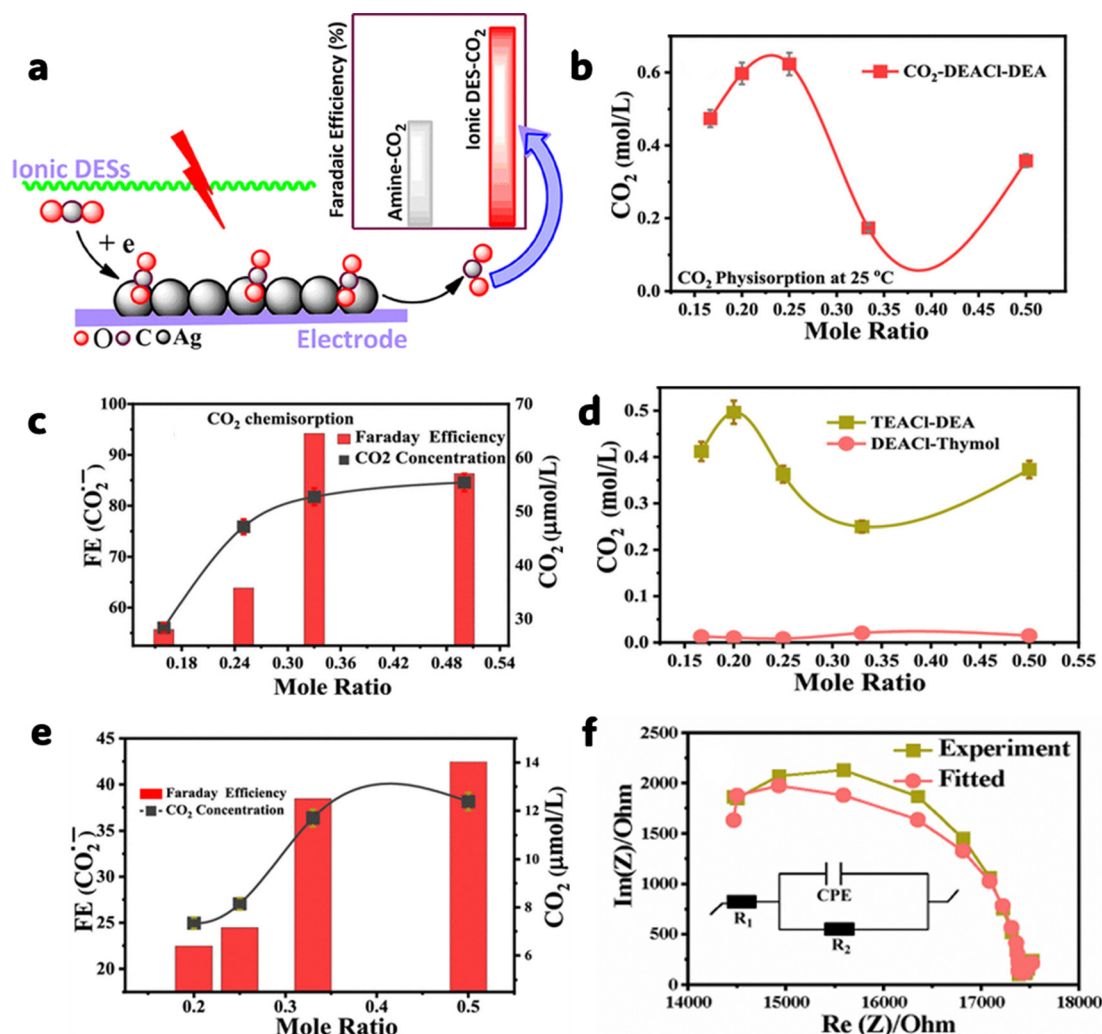 a
Ionic DESs
+ e
Faradaic Efficiency (%)
Amine-CO₂
Ionic DES-CO₂
O C Ag
Electrode
b
CO₂-DEACl-DEA
CO₂ (mol/L)
0.6
0.4
0.2
0.0
CO₂ Physisorption at 25 °C
0.15 0.20 0.25 0.30 0.35 0.40 0.45 0.50
Mole Ratio
c
CO₂ chemisorption
Faraday Efficiency
CO2 Concentration
FE (CO₂•−)
100
90
80
70
60
CO₂ (μmol/L)
70
60
50
40
30
0.18 0.24 0.30 0.36 0.42 0.48 0.54
Mole Ratio
d
TEACl-DEA
DEACl-Thymol
CO₂ (mol/L)
0.5
0.4
0.3
0.2
0.1
0.0
0.15 0.20 0.25 0.30 0.35 0.40 0.45 0.50 0.55
Mole Ratio
e
Faraday Efficiency
CO₂ Concentration
FE (CO₂•−)
45
40
35
30
25
20
CO₂ (μmol/L)
14
12
10
8
6
0.2 0.3 0.4 0.5
Mole Ratio
f
Experiment
Fitted
Im(Z)/Ohm
2500
2000
1500
1000
500
0
CPE
R₁
R₂
14000 15000 16000 17000 18000
Re (Z)/Ohm